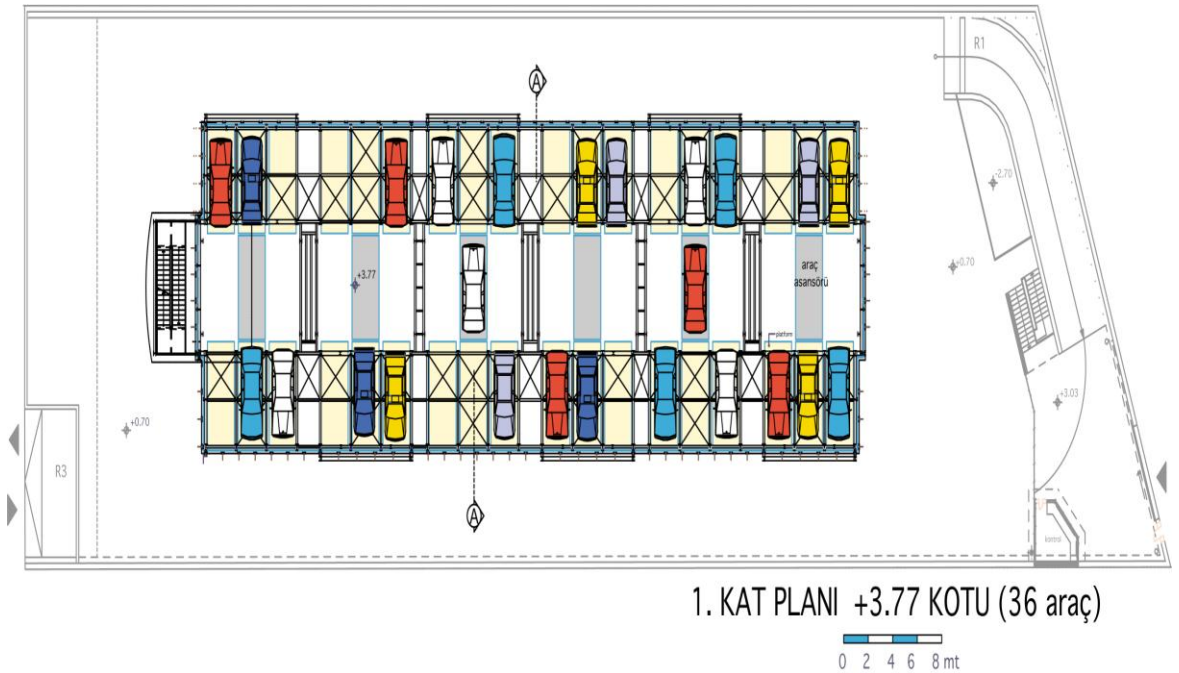 R1
A
-2.70
+0.70
+3.77
araç
asansörü
platform
+3.03
+0.70
R3
A
kontrol
1. KAT PLANI +3.77 KOTU (36 araç)
0 2 4 6 8 mt